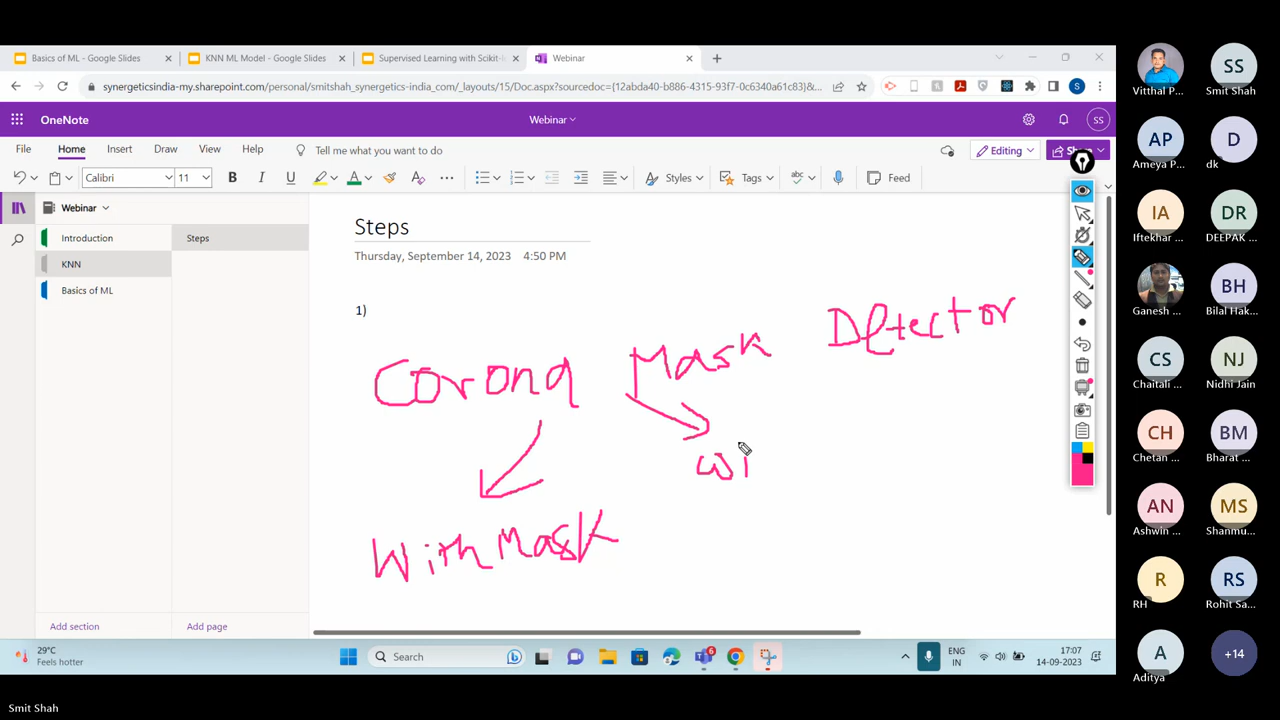 Basics of ML - Google Slides
KNN ML Model - Google Slides
Supervised Learning with Scikit-l
Webinar
synergeticsindia-my.sharepoint.com/personal/smitshah_synergetics-india_com/_layouts/15/Doc.aspx?sourcedoc={12abda40-b886-4315-93f7-0c6340a61c83}&...
S
OneNote
Webinar
SS
File Home Insert Draw View Help Tell me what you want to do
Editing
Calibri 11 B I U A
Styles Tags abc Feed
Webinar
Introduction
KNN
Basics of ML
Steps
Add section
Add page
Steps
Thursday, September 14, 2023 4:50 PM
1)
Corona Mask Detector
Wi
With Mask
29°C
Feels hotter
Search
6
ENG
IN
17:07
14-09-2023
Vitthal P...
SS
Smit Shah
AP
Ameya P...
D
dk
IA
Iftekhar ...
DR
DEEPAK ...
Ganesh ...
BH
Bilal Hak...
CS
Chaitali ...
NJ
Nidhi Jain
CH
Chetan ...
BM
Bharat ...
AN
Ashwin ...
MS
Shanmu...
R
RH
RS
Rohit Sa...
A
Aditya
+14
Smit Shah